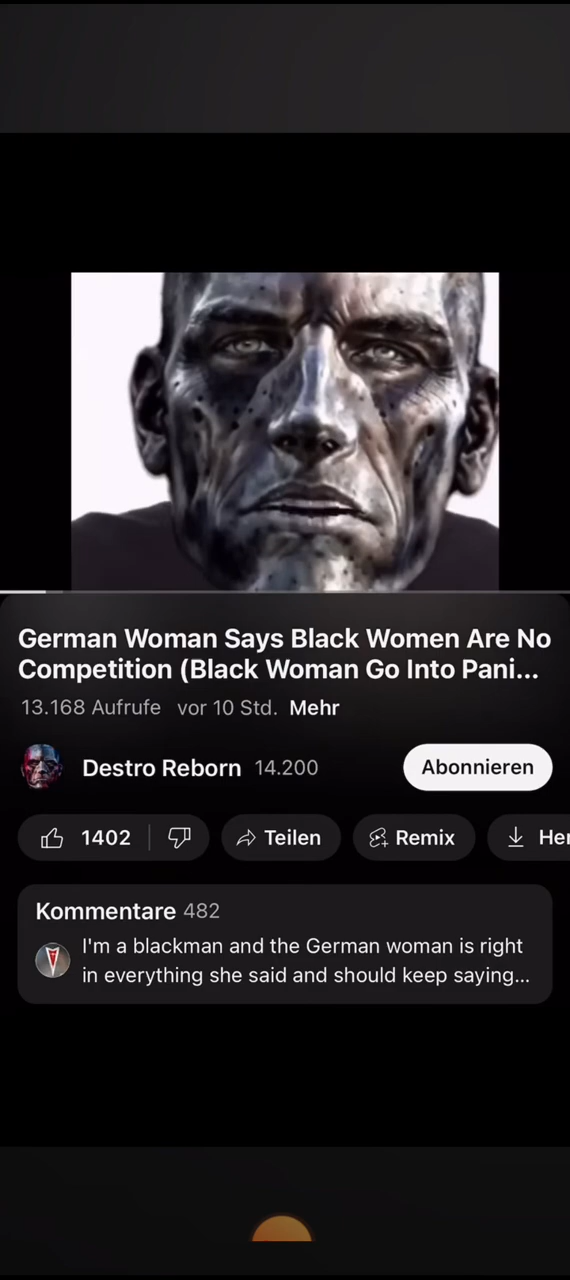 German Woman Says Black Women Are No
Competition (Black Woman Go Into Pani...
13.168 Aufrufe vor 10 Std. Mehr
Destro Reborn 14.200 Abonnieren
1402 Teilen Remix Her
Kommentare 482
I'm a blackman and the German woman is right
in everything she said and should keep saying...